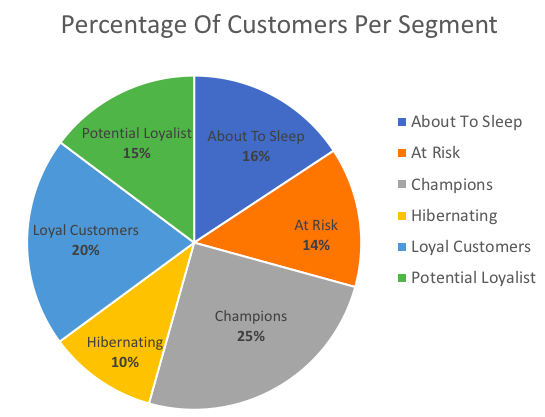 Percentage Of Customers Per Segment
Potential Loyalist
15%
About To Sleep
16%
At Risk
14%
Loyal Customers
20%
Champions
25%
Hibernating
10%
About To Sleep
At Risk
Champions
Hibernating
Loyal Customers
Potential Loyalist